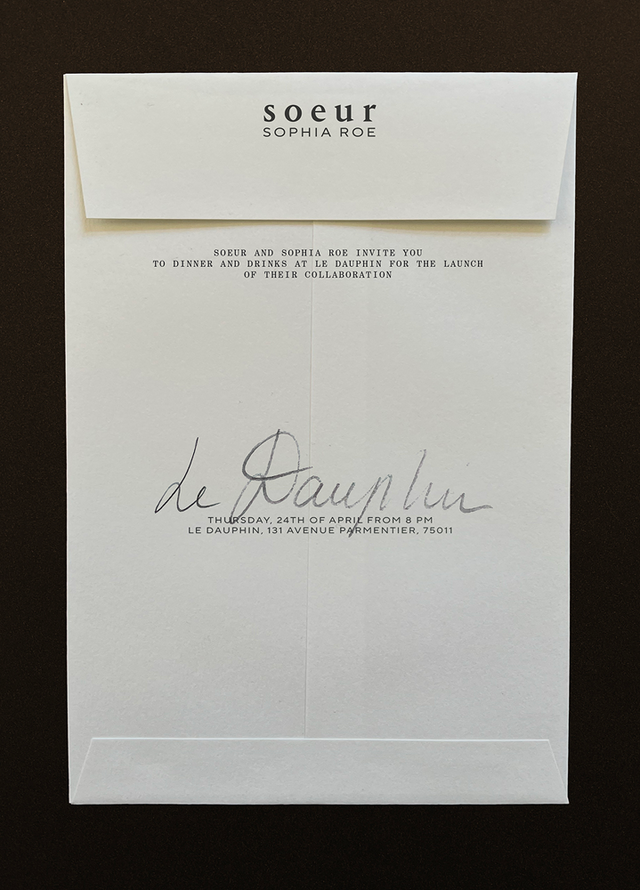 soeur
SOPHIA ROE
SOEUR AND SOPHIA ROE INVITE YOU
TO DINNER AND DRINKS AT LE DAUPHIN FOR THE LAUNCH
OF THEIR COLLABORATION
Le Dauphin
THURSDAY, 24TH OF APRIL FROM 8 PM
LE DAUPHIN, 131 AVENUE PARMENTIER, 75011